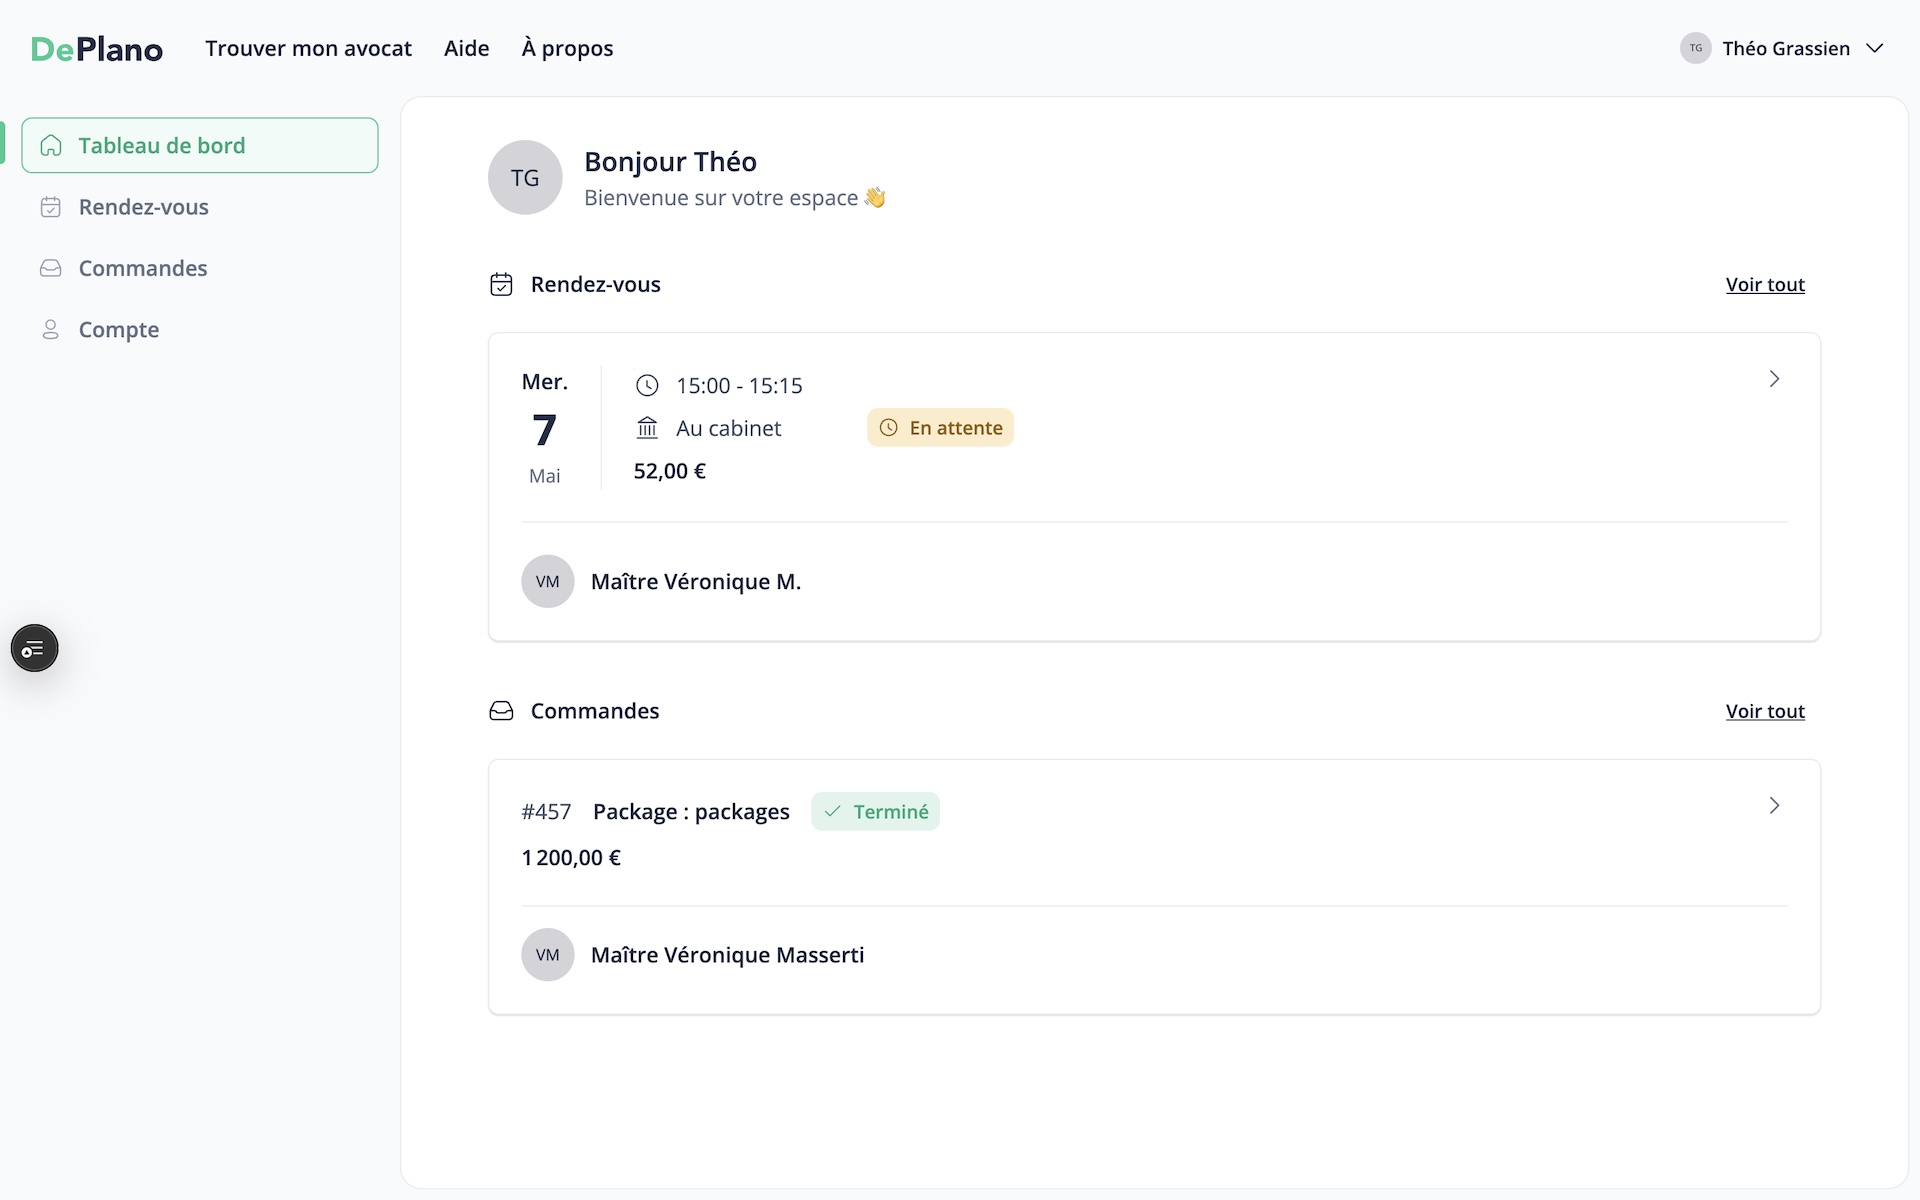 DePlano
Trouver mon avocat
Aide
À propos
TG
Théo Grassien
Tableau de bord
Rendez-vous
Commandes
Compte
TG
Bonjour Théo
Bienvenue sur votre espace 👋
Rendez-vous
Voir tout
Mer.
7
Mai
15:00 - 15:15
Au cabinet
En attente
52,00 €
VM
Maître Véronique M.
Commandes
Voir tout
#457 Package : packages
Terminé
1 200,00 €
VM
Maître Véronique Masserti